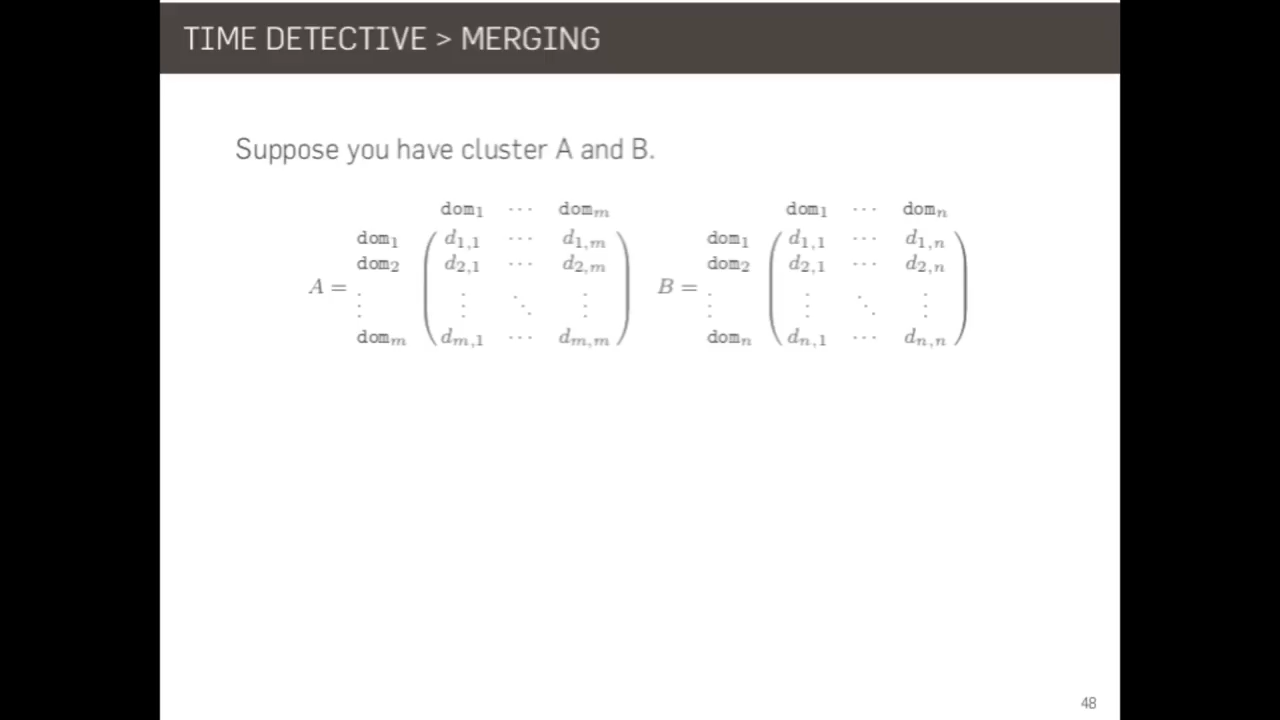 TIME DETECTIVE > MERGING
Suppose you have cluster A and B.
dom₁ ⋯ domₘ dom₁ ⋯ domₙ
dom₁ d₁,₁ ⋯ d₁,ₘ dom₁ d₁,₁ ⋯ d₁,ₙ
dom₂ d₂,₁ ⋯ d₂,ₘ dom₂ d₂,₁ ⋯ d₂,ₙ
A = ⋮ ⋮ ⋱ ⋮ B = ⋮ ⋮ ⋱ ⋮
domₘ dₘ,₁ ⋯ dₘ,ₘ domₙ dₙ,₁ ⋯ dₙ,ₙ
48